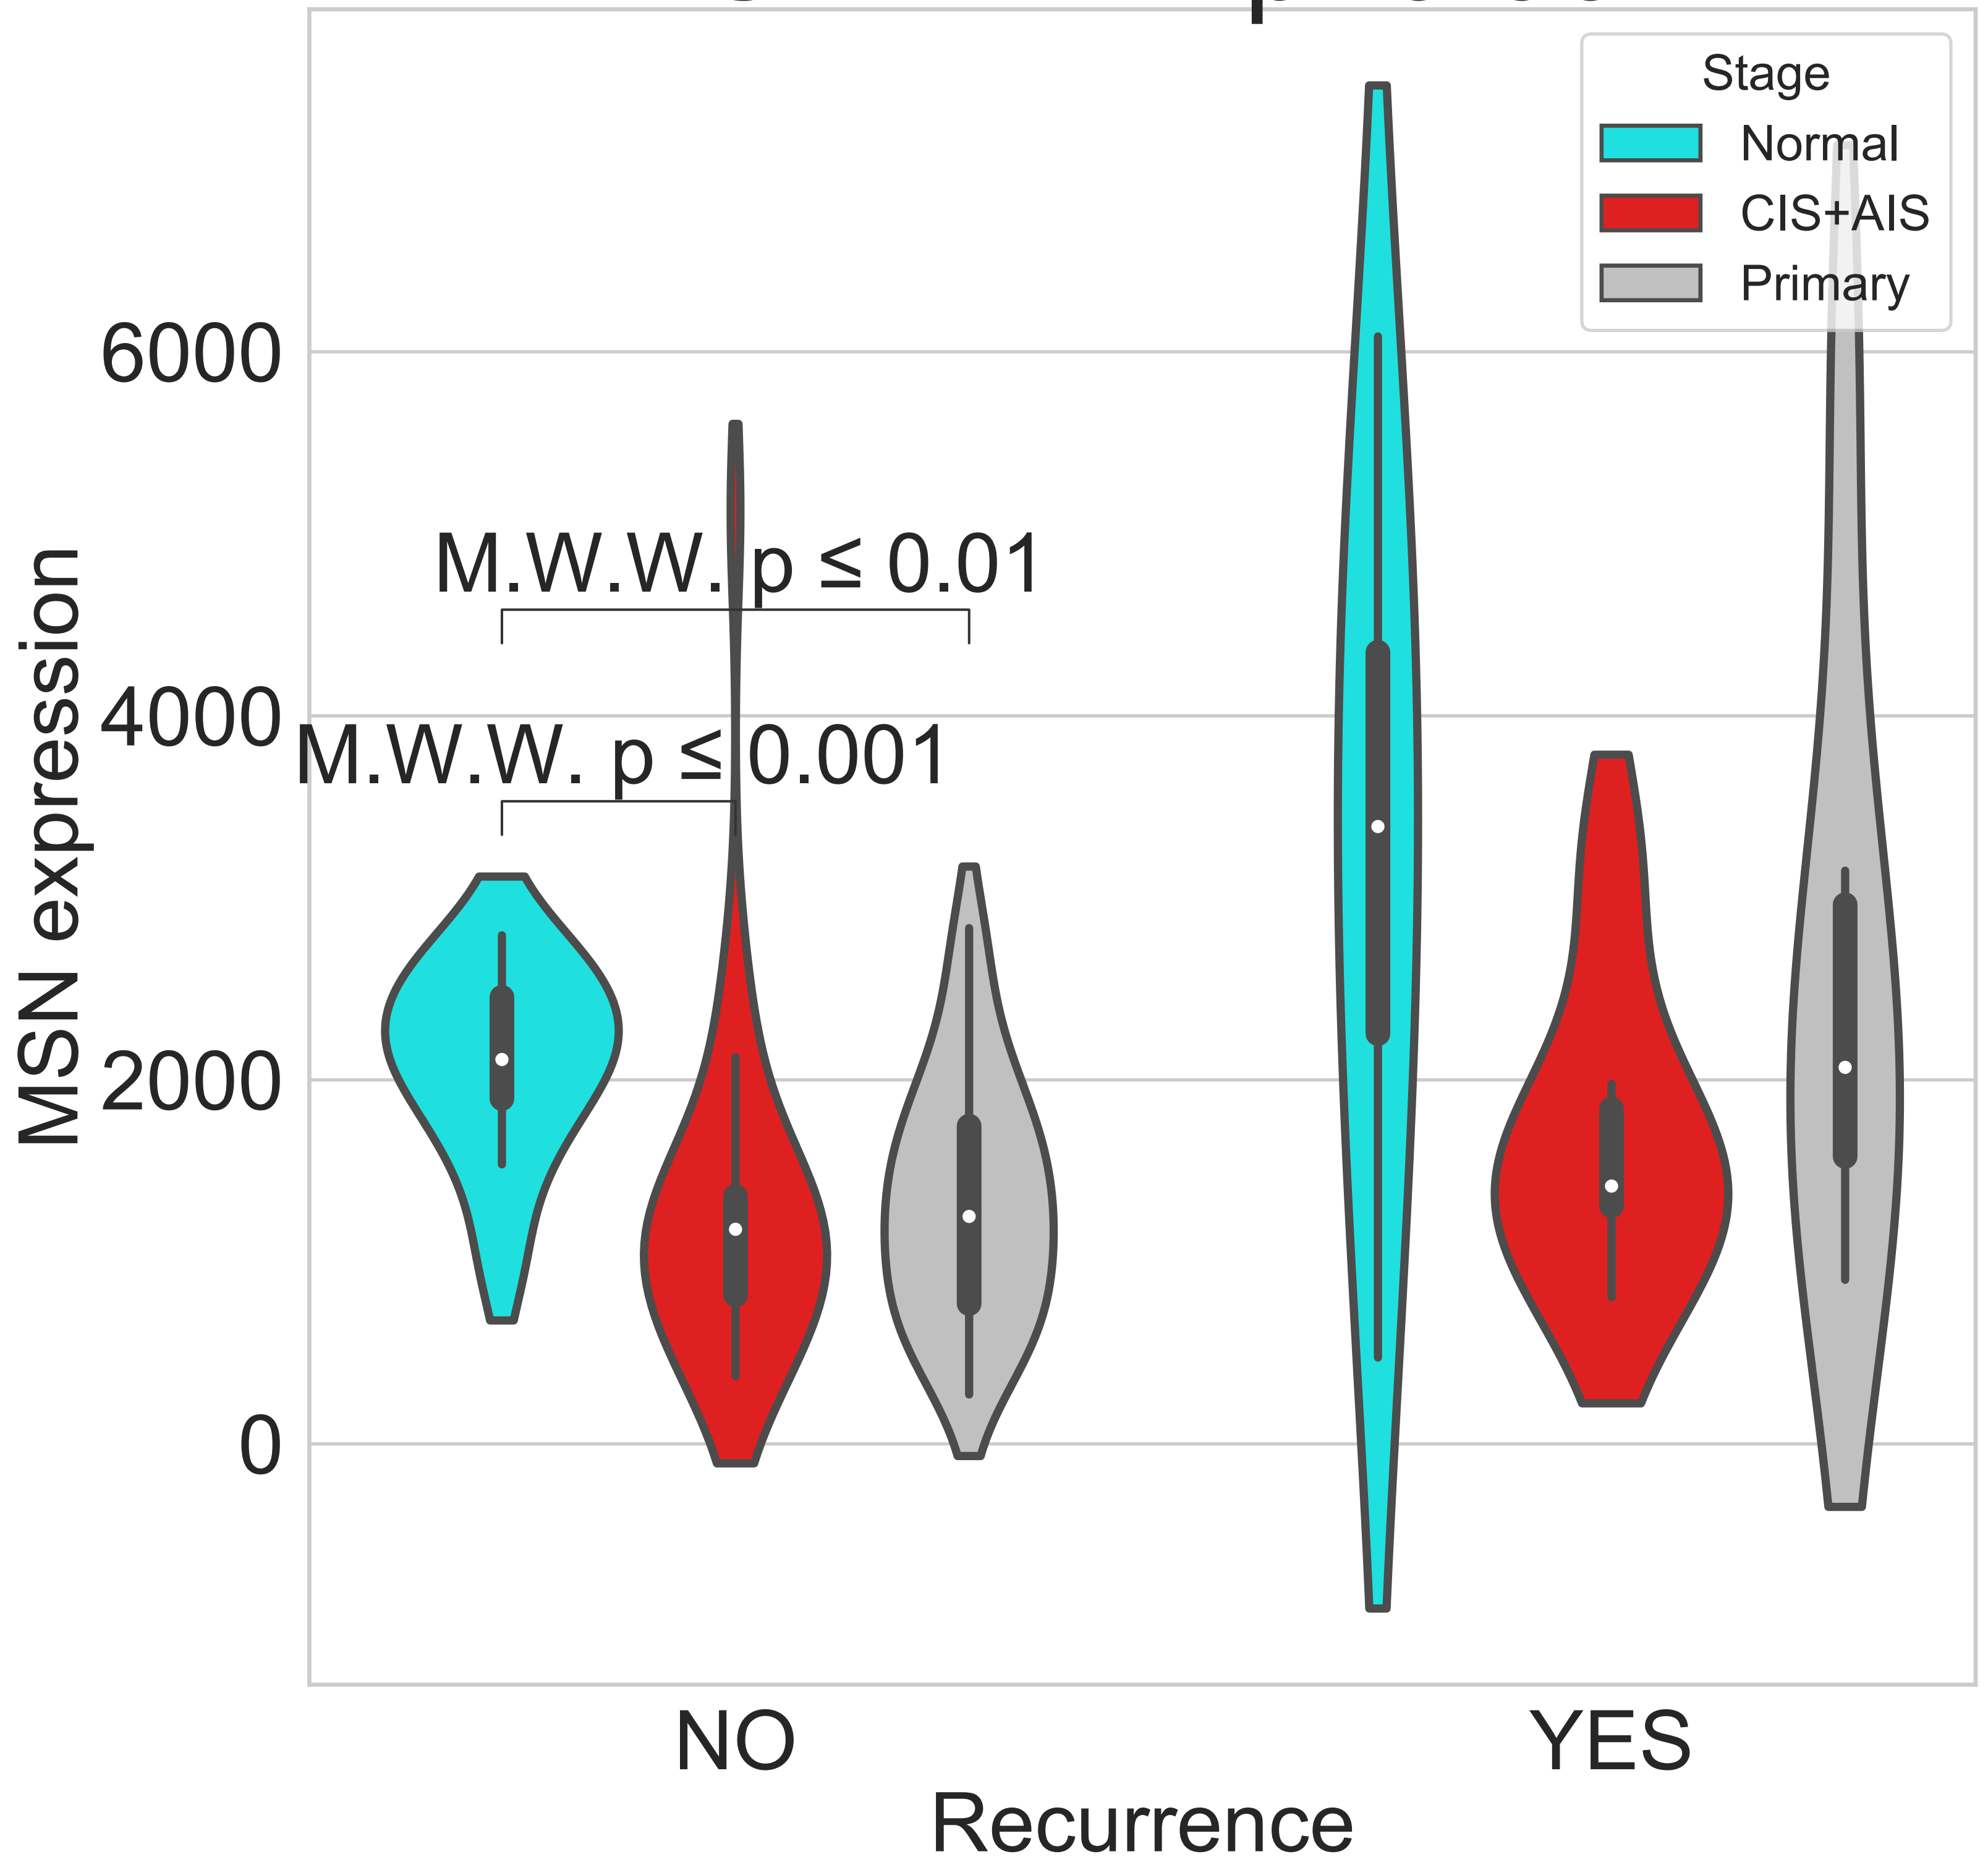 Stage
Normal
CIS+AIS
Primary
6000
4000
2000
0
MSN expression
M.W.W. p ≤ 0.01
M.W.W. p ≤ 0.001
NO
YES
Recurrence